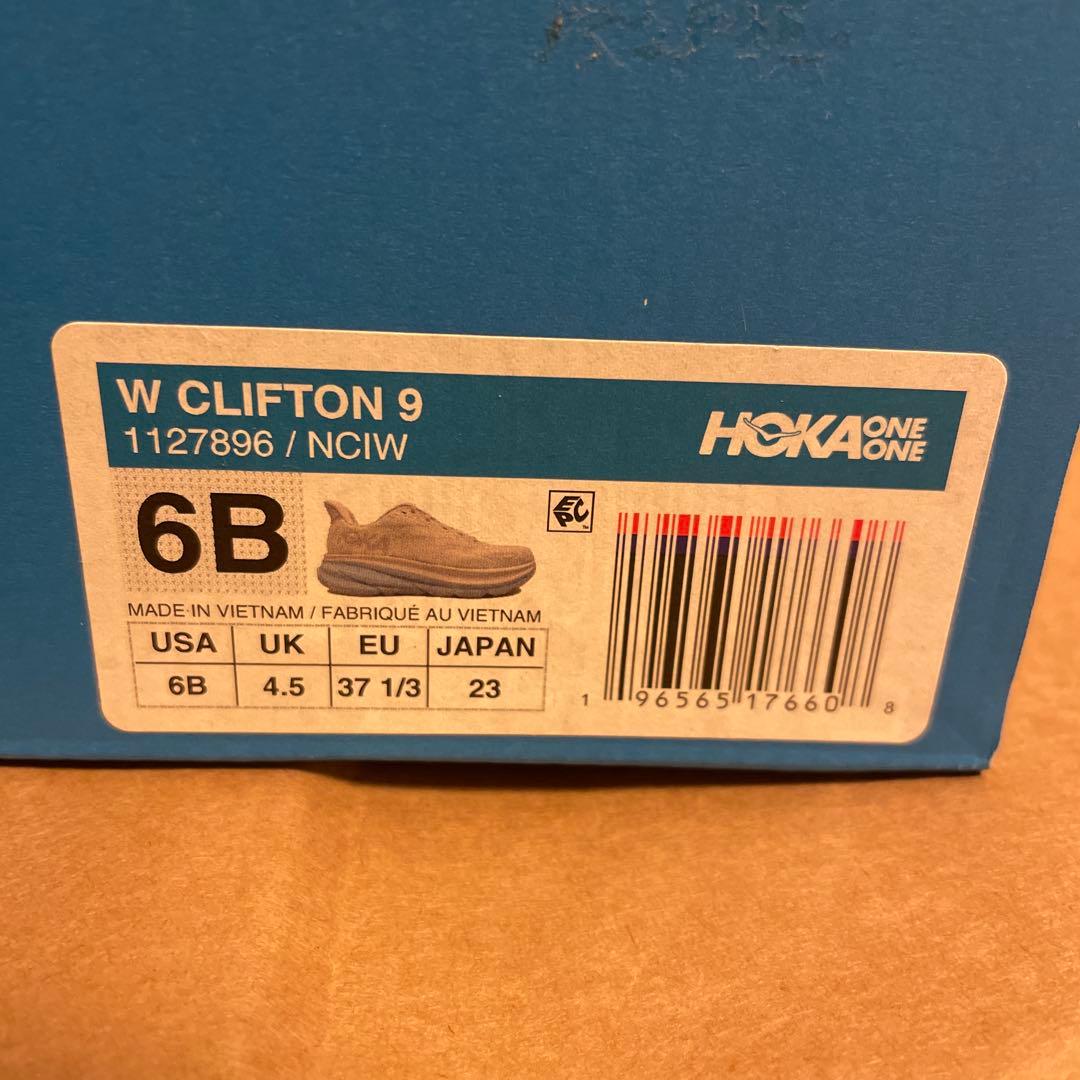 W CLIFTON 9
1127896 / NCIW
HOKA ONE ONE
6B
EPC
MADE IN VIETNAM / FABRIQUÉ AU VIETNAM
USA UK EU JAPAN
6B 4.5 37 1/3 23
1 96565 17660 8